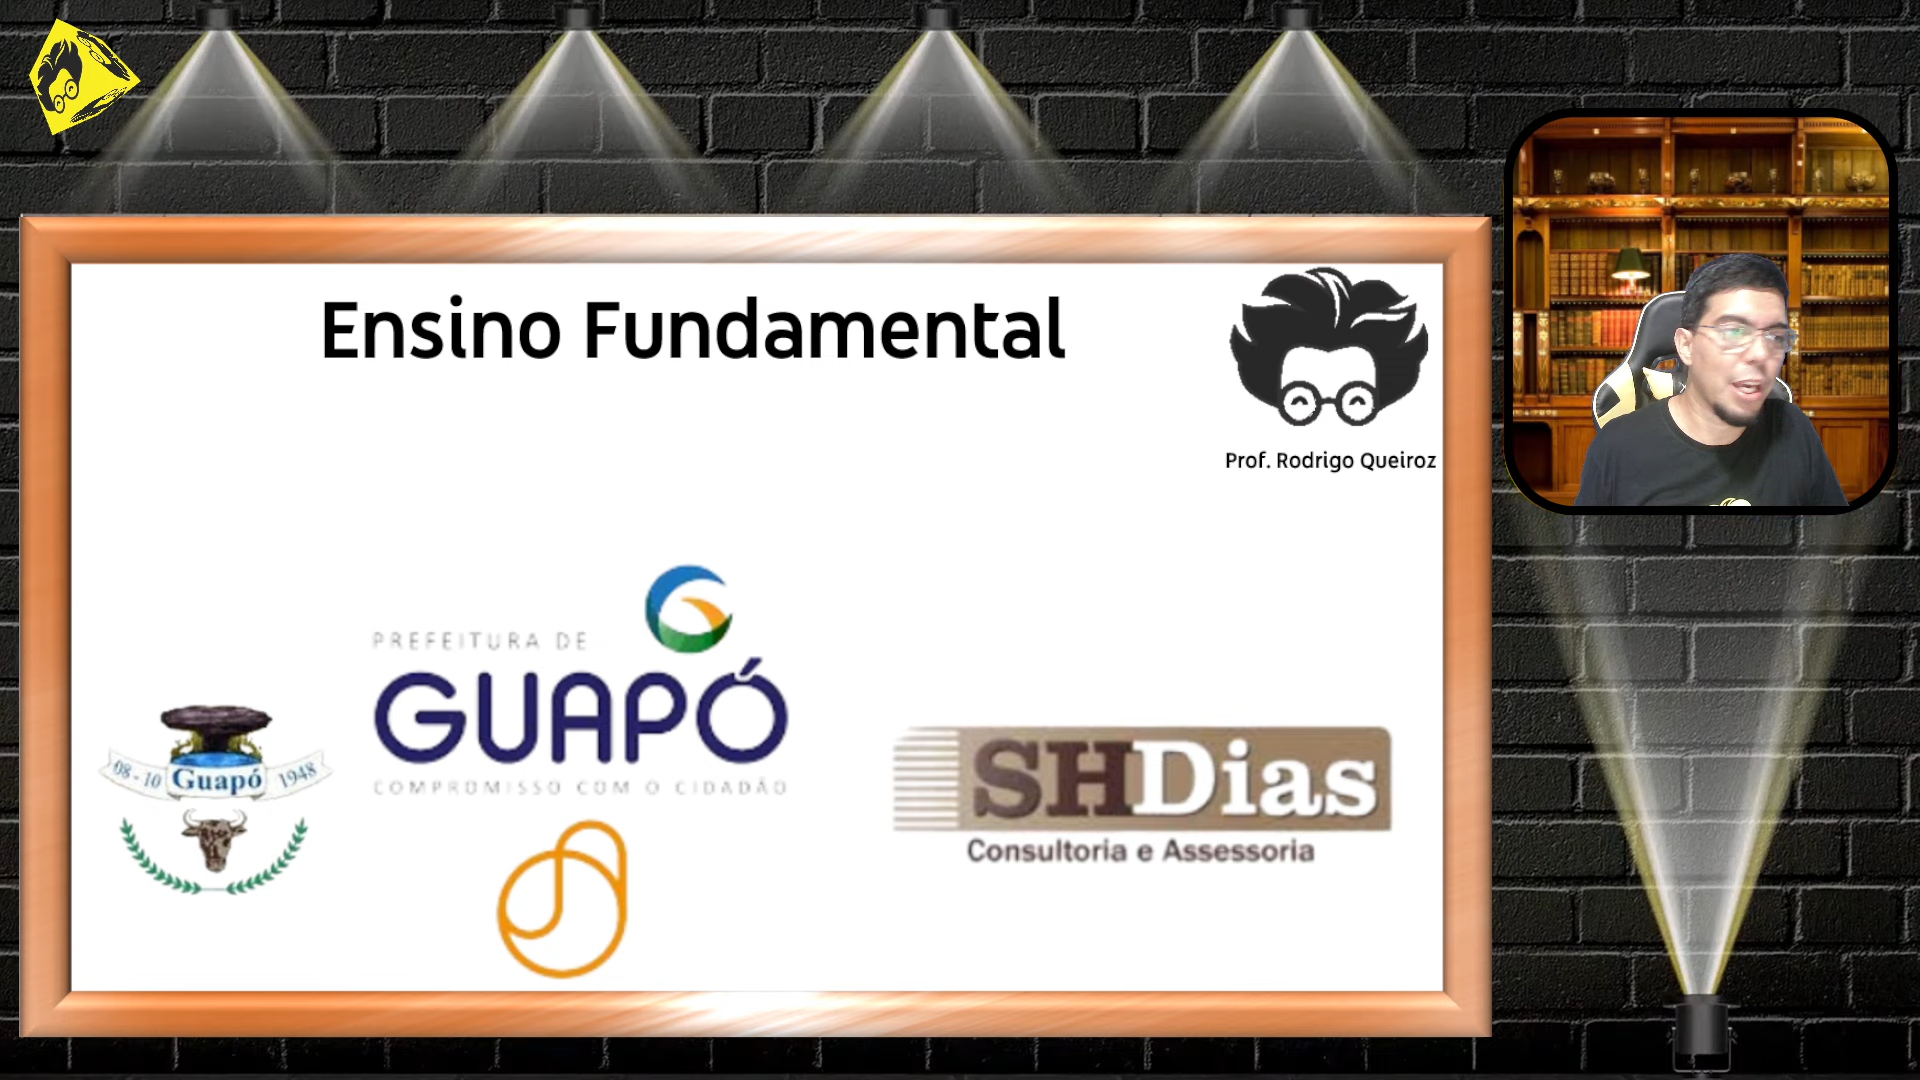 Ensino Fundamental
Prof. Rodrigo Queiroz
PREFEITURA DE
GUAPÓ
COMPROMISSO COM O CIDADÃO
08 - 10 Guapó 1948
SHDias
Consultoria e Assessoria